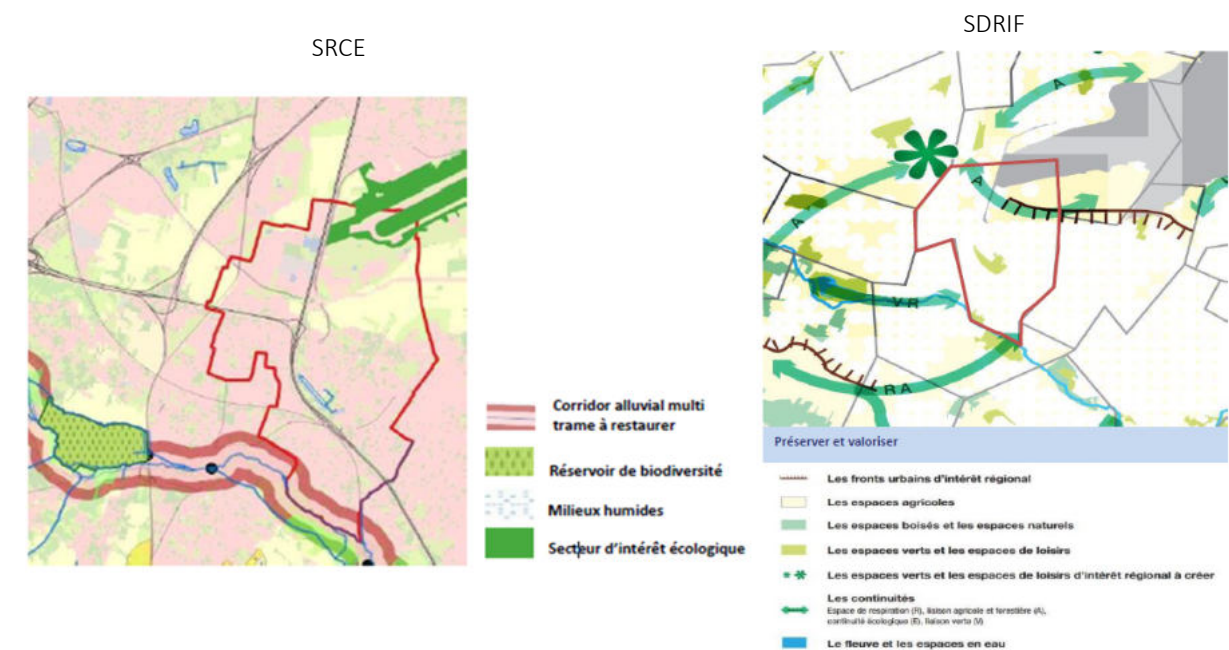 SRCE
Corridor alluvial multi
trame à restaurer
Réservoir de biodiversité
Milieux humides
Secteur d'intérêt écologique
SDRIF
A
A
A
V R
R A
V
Préserver et valoriser
Les fronts urbains d'intérêt régional
Les espaces agricoles
Les espaces boisés et les espaces naturels
Les espaces verts et les espaces de loisirs
Les espaces verts et les espaces de loisirs d'intérêt régional à créer
Les continuités
Espace de respiration (R), liaison agricole et forestière (A),
continuité écologique (E), liaison verte (V)
Le fleuve et les espaces en eau